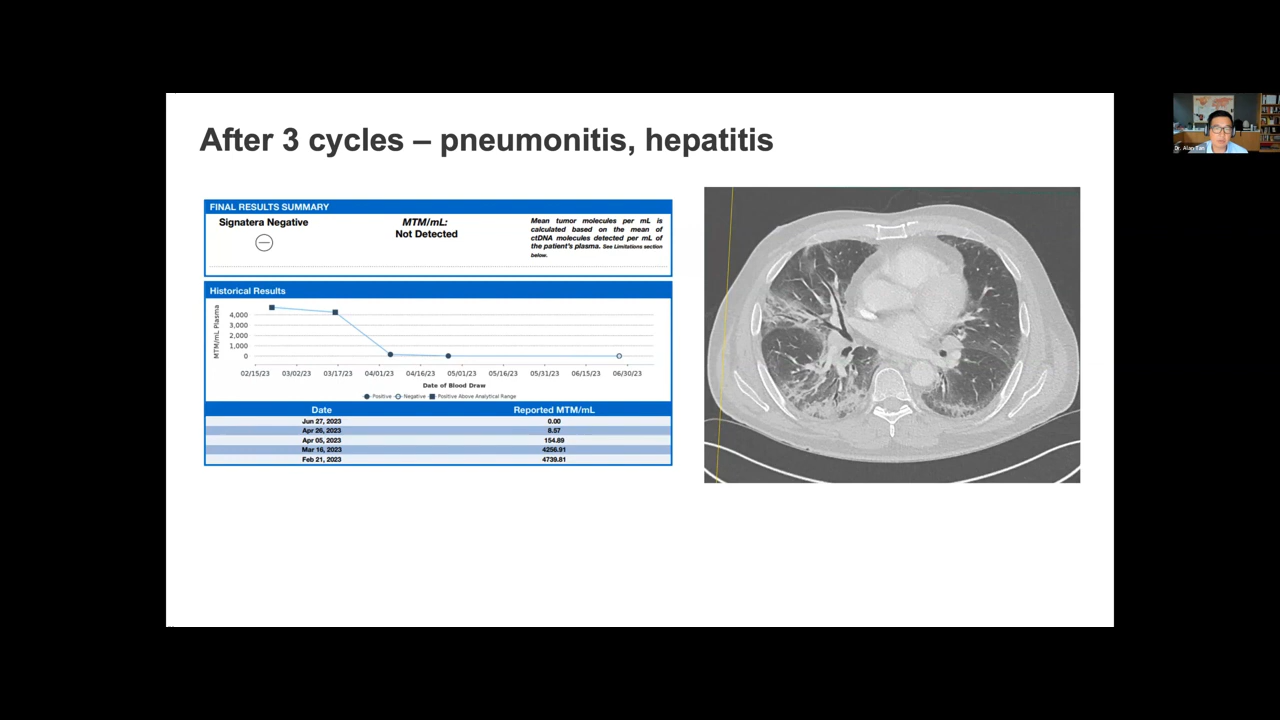 After 3 cycles – pneumonitis, hepatitis
FINAL RESULTS SUMMARY
Signatera Negative
MTM/mL:
Not Detected
Mean tumor molecules per mL is
calculated based on the mean of
ctDNA molecules detected per mL of
the patient's plasma. See Limitations section
below.
Historical Results
MTM/mL Plasma
4,000
3,000
2,000
1,000
0
02/15/23 03/02/23 03/17/23 04/01/23 04/16/23 05/01/23 05/16/23 05/31/23 06/15/23 06/30/23
Date of Blood Draw
Positive Negative Positive Above Analytical Range
Date Reported MTM/mL
Jun 27, 2023 0.00
Apr 26, 2023 8.57
Apr 05, 2023 154.89
Mar 16, 2023 4256.91
Feb 21, 2023 4739.81
Dr. Alan Tan